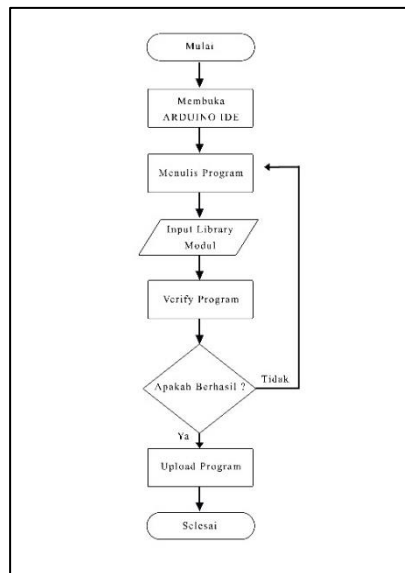 Mulai
Membuka
ARDUINO IDE
Menulis Program
Input Library
Modul
Verify Program
Apakah Berhasil ?
Tidak
Ya
Upload Program
Selesai